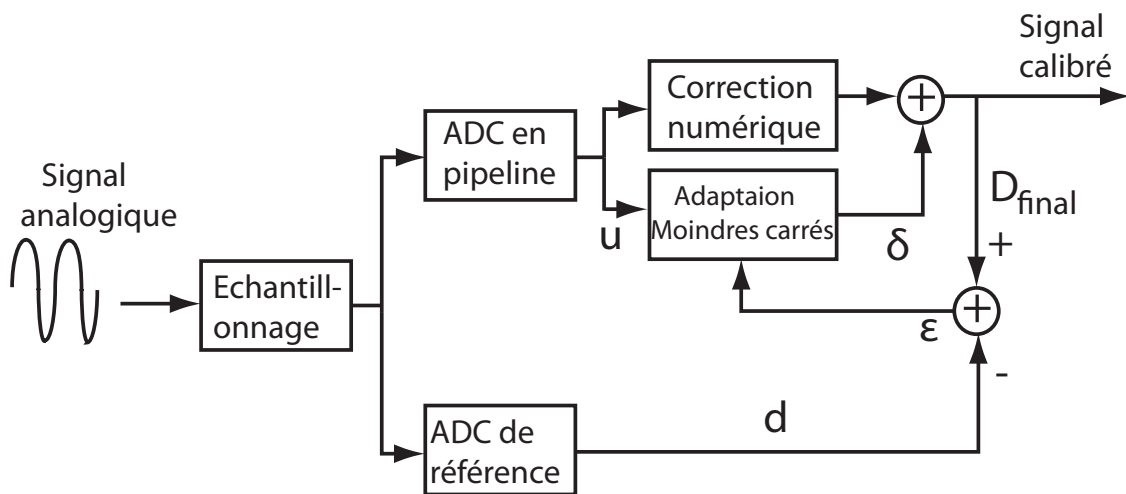 Signal
analogique
Echantill-
onnage
ADC en
pipeline
u
Correction
numérique
Adaptaion
Moindres carrés
δ
+
Signal
calibré
D final
+
+
ε
-
ADC de
référence
d